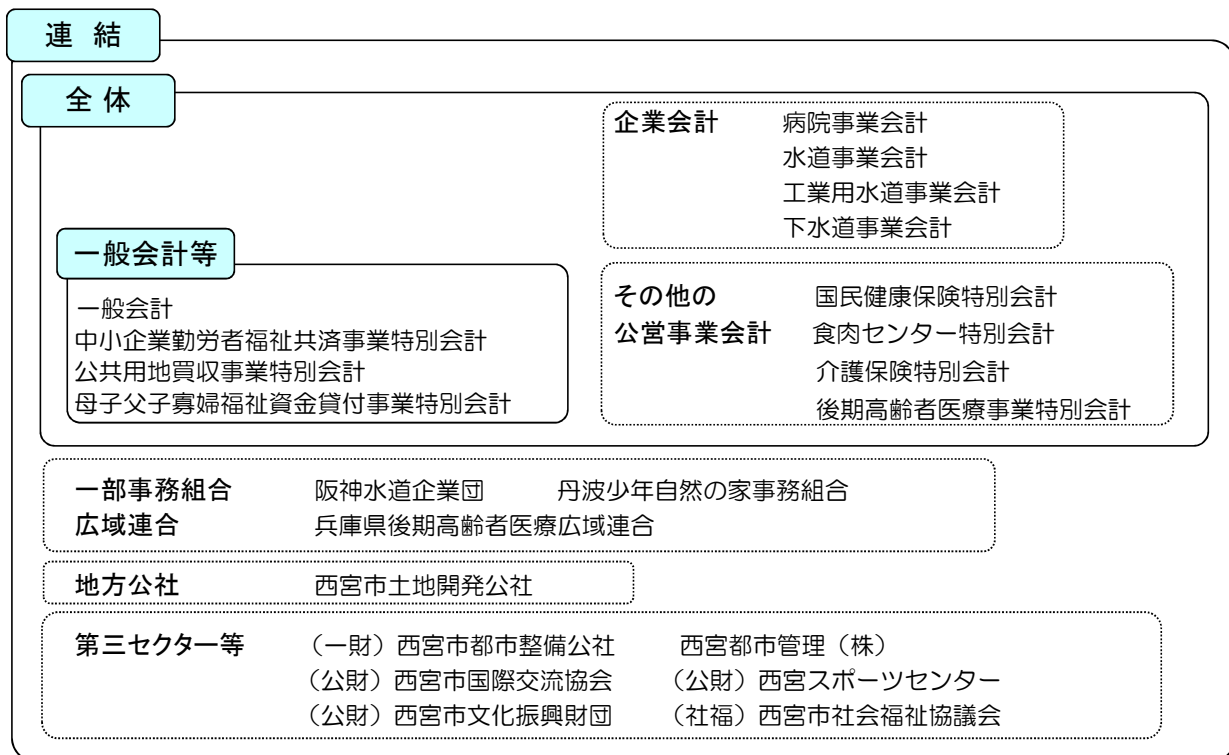 連 結
全 体
企業会計 病院事業会計
水道事業会計
工業用水道事業会計
下水道事業会計
一般会計等
一般会計
中小企業勤労者福祉共済事業特別会計
公共用地買収事業特別会計
母子父子寡婦福祉資金貸付事業特別会計
その他の 国民健康保険特別会計
公営事業会計 食肉センター特別会計
介護保険特別会計
後期高齢者医療事業特別会計
一部事務組合 阪神水道企業団 丹波少年自然の家事務組合
広域連合 兵庫県後期高齢者医療広域連合
地方公社 西宮市土地開発公社
第三セクター等 （一財）西宮市都市整備公社 西宮都市管理（株）
（公財）西宮市国際交流協会 （公財）西宮スポーツセンター
（公財）西宮市文化振興財団 （社福）西宮市社会福祉協議会